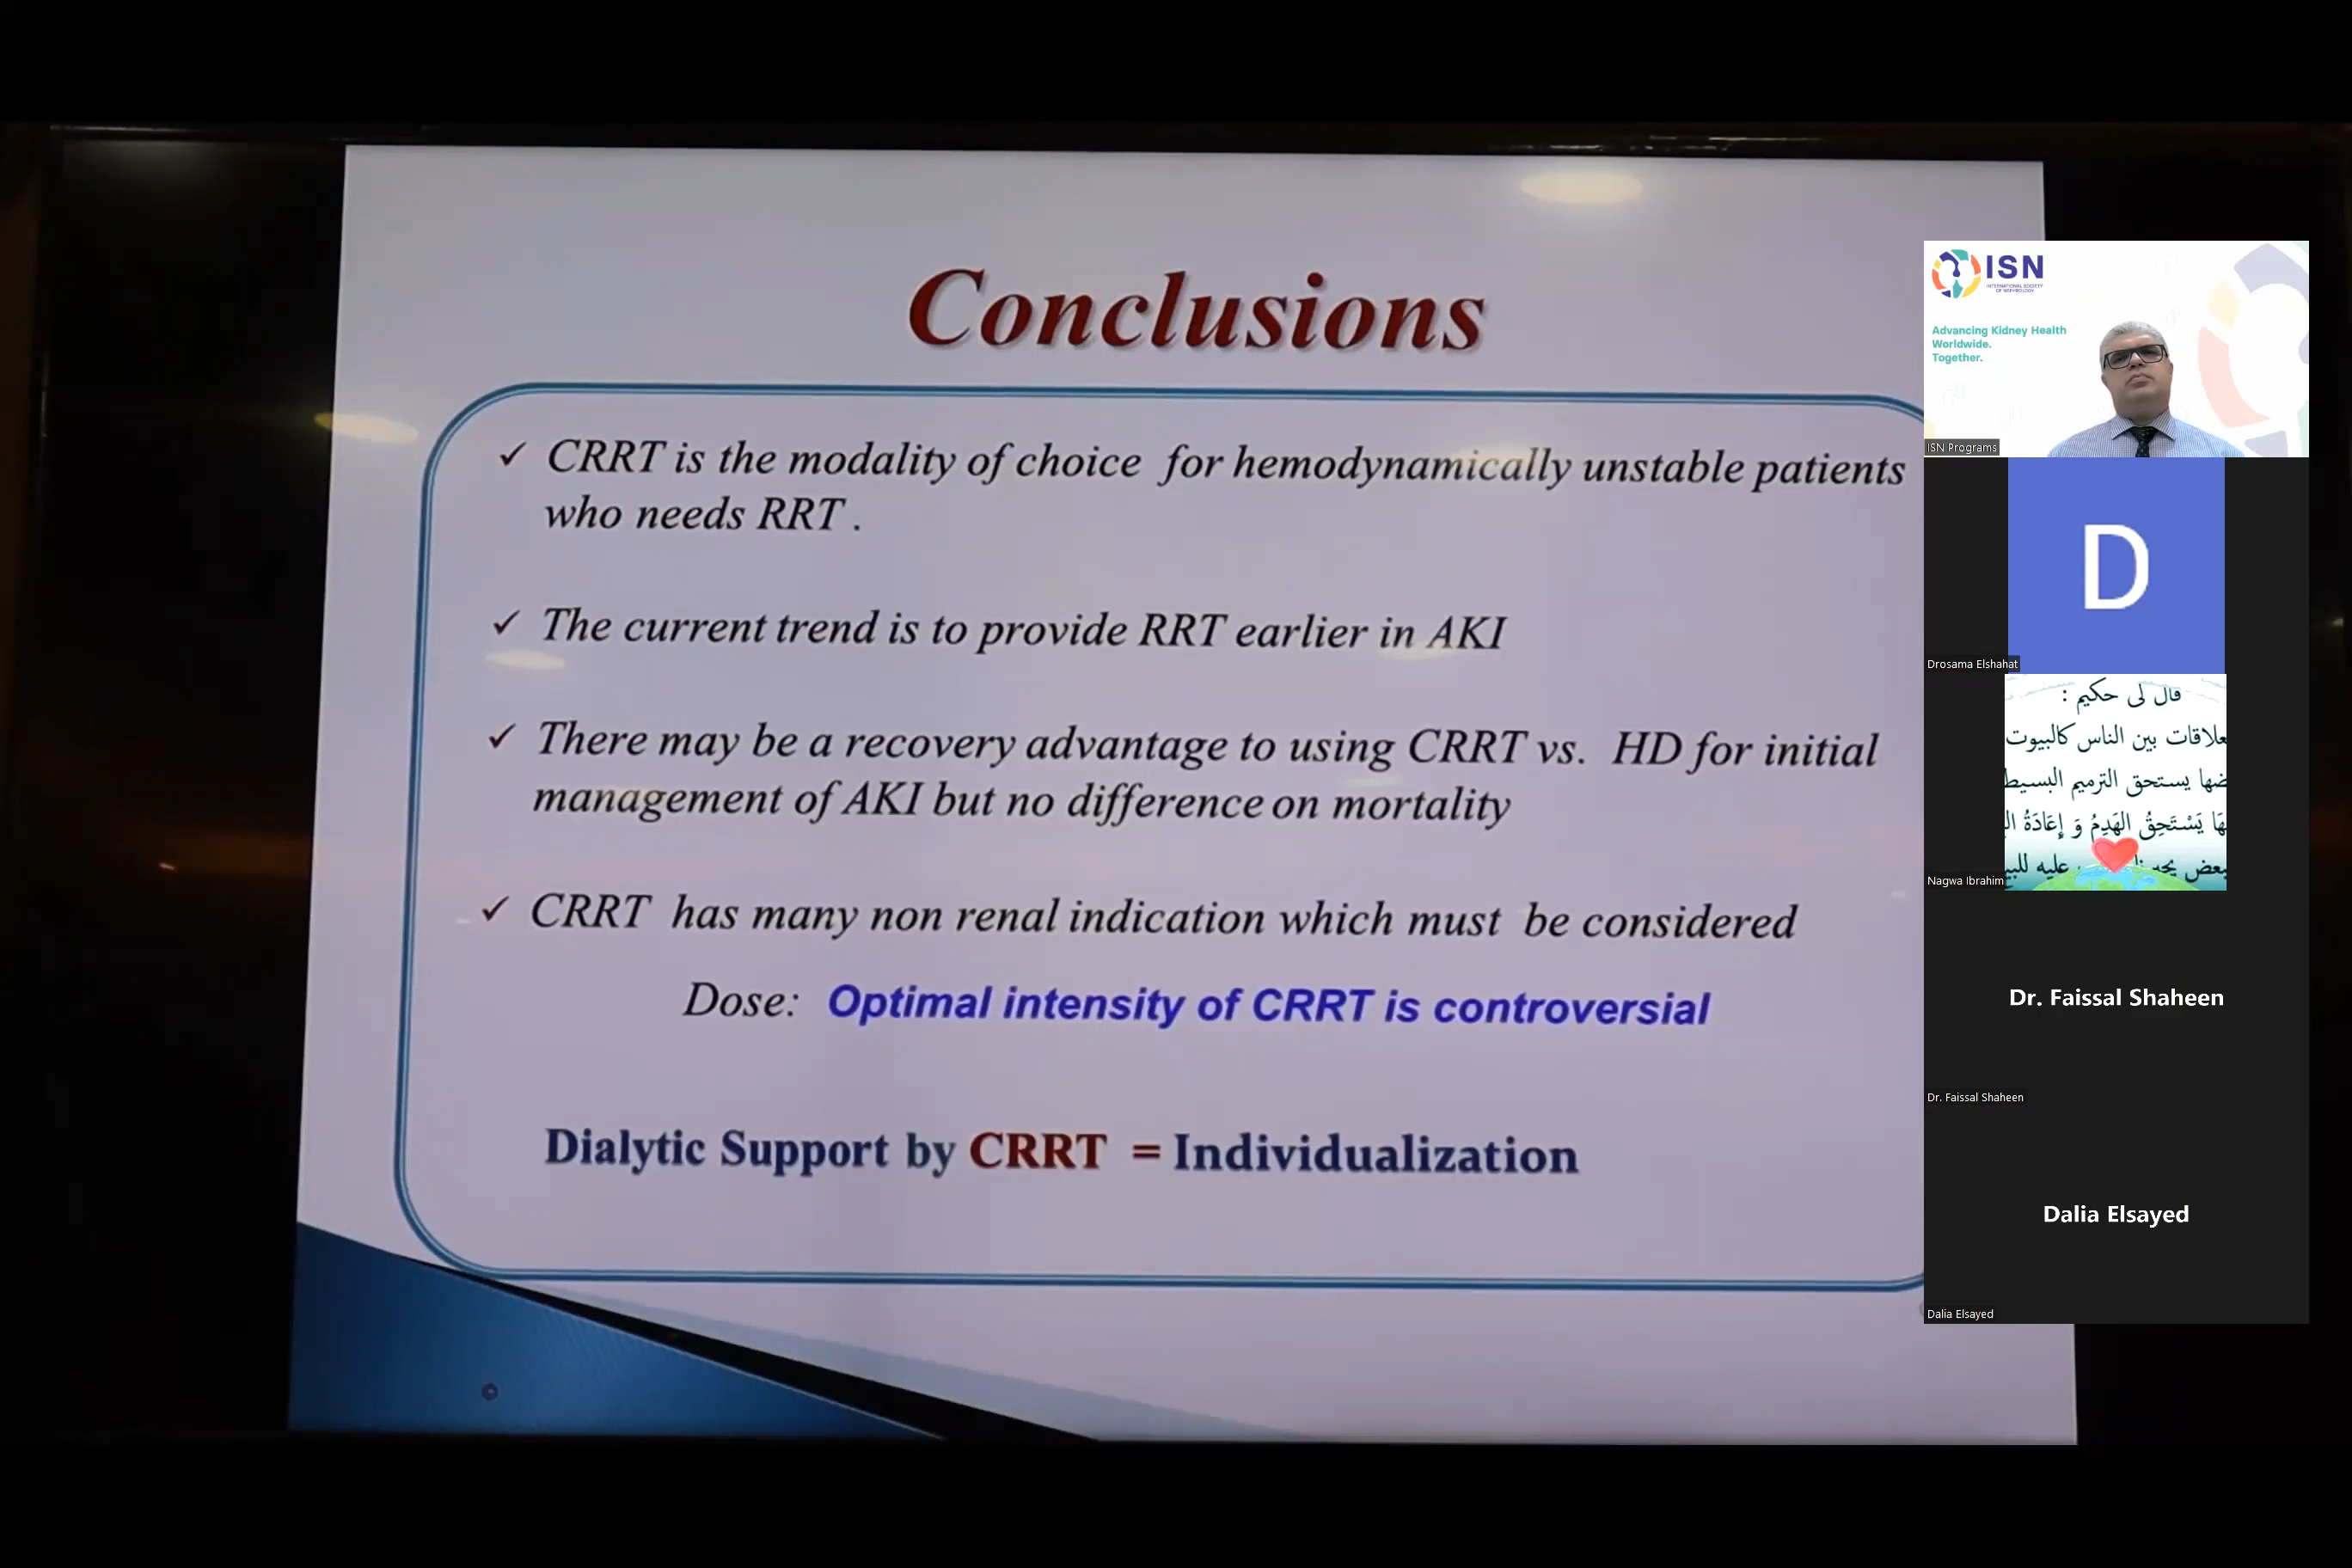 Conclusions
✓ CRRT is the modality of choice for hemodynamically unstable patients
who needs RRT .
✓ The current trend is to provide RRT earlier in AKI
✓ There may be a recovery advantage to using CRRT vs. HD for initial
management of AKI but no difference on mortality
✓ CRRT has many non renal indication which must be considered
Dose: Optimal intensity of CRRT is controversial
Dialytic Support by CRRT = Individualization
ISN
INTERNATIONAL SOCIETY
OF NEPHROLOGY
Advancing Kidney Health
Worldwide.
Together.
ISN Programs
D
Drosama Elshahat
قال لى حكيم :
علاقات بين الناس كالبيوت
ضها يستحق الترميم البسيط
هَا يَسْتَحِقُ الهَدِمُ وَ إِعَادَةُ
بعض عليه
Nagwa Ibrahim
Dr. Faissal Shaheen
Dr. Faissal Shaheen
Dalia Elsayed
Dalia Elsayed